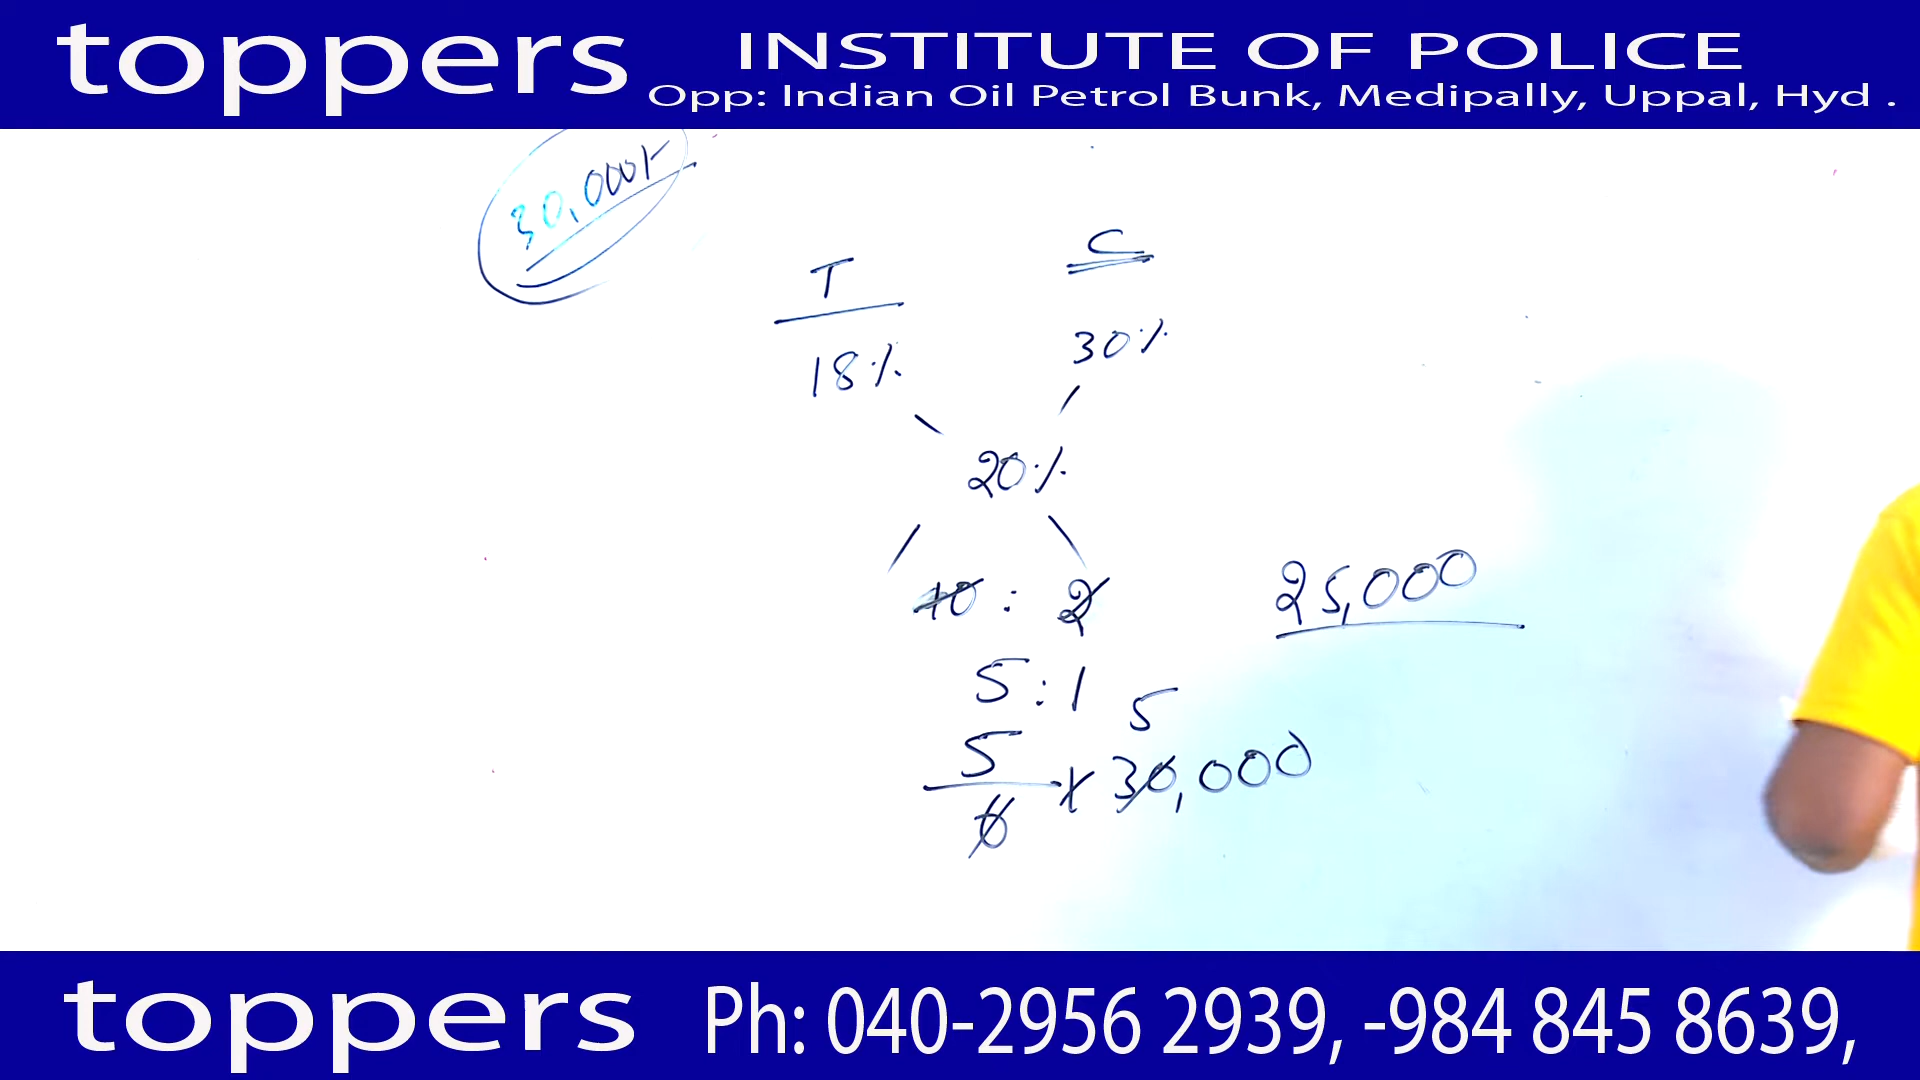 toppers INSTITUTE OF POLICE
Opp: Indian Oil Petrol Bunk, Medipally, Uppal, Hyd .
30,000/-
T C
18% 30%
20%
10 : 2 25,000
5 : 1
5
5/6 x 30,000
toppers Ph: 040-2956 2939, -984 845 8639,